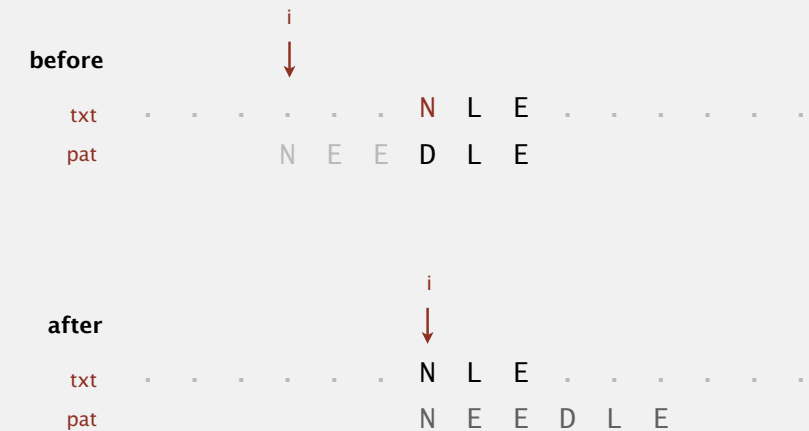 i
before
txt . . . . . . N L E . . . . . .
pat N E E D L E
i
after
txt . . . . . . N L E . . . . . .
pat N E E D L E